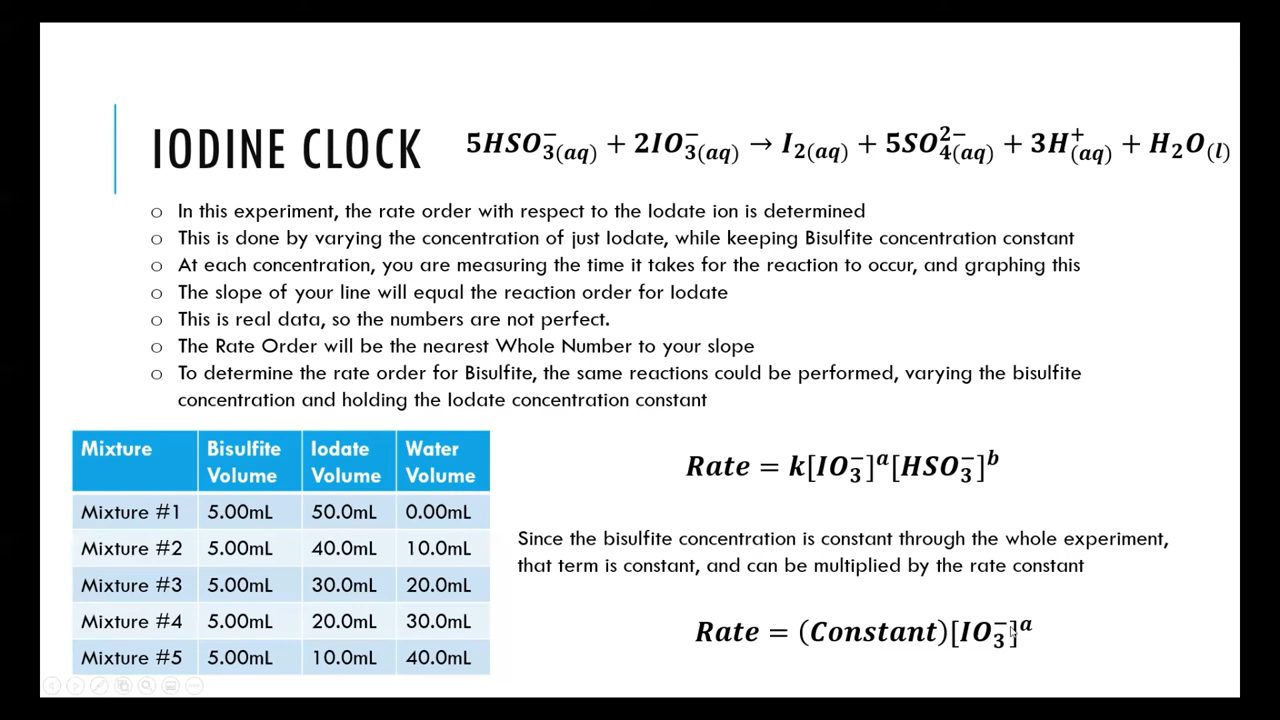 IODINE CLOCK
5HSO₃⁻(aq) + 2IO₃⁻(aq) → I₂(aq) + 5SO₄²⁻(aq) + 3H⁺(aq) + H₂O(l)
o In this experiment, the rate order with respect to the Iodate ion is determined
o This is done by varying the concentration of just Iodate, while keeping Bisulfite concentration constant
o At each concentration, you are measuring the time it takes for the reaction to occur, and graphing this
o The slope of your line will equal the reaction order for Iodate
o This is real data, so the numbers are not perfect.
o The Rate Order will be the nearest Whole Number to your slope
o To determine the rate order for Bisulfite, the same reactions could be performed, varying the bisulfite
concentration and holding the Iodate concentration constant
Mixture Bisulfite Volume Iodate Volume Water Volume
Mixture #1 5.00mL 50.0mL 0.00mL
Mixture #2 5.00mL 40.0mL 10.0mL
Mixture #3 5.00mL 30.0mL 20.0mL
Mixture #4 5.00mL 20.0mL 30.0mL
Mixture #5 5.00mL 10.0mL 40.0mL
Rate = k[IO₃⁻]ᵃ[HSO₃⁻]ᵇ
Since the bisulfite concentration is constant through the whole experiment,
that term is constant, and can be multiplied by the rate constant
Rate = (Constant)[IO₃⁻]ᵃ